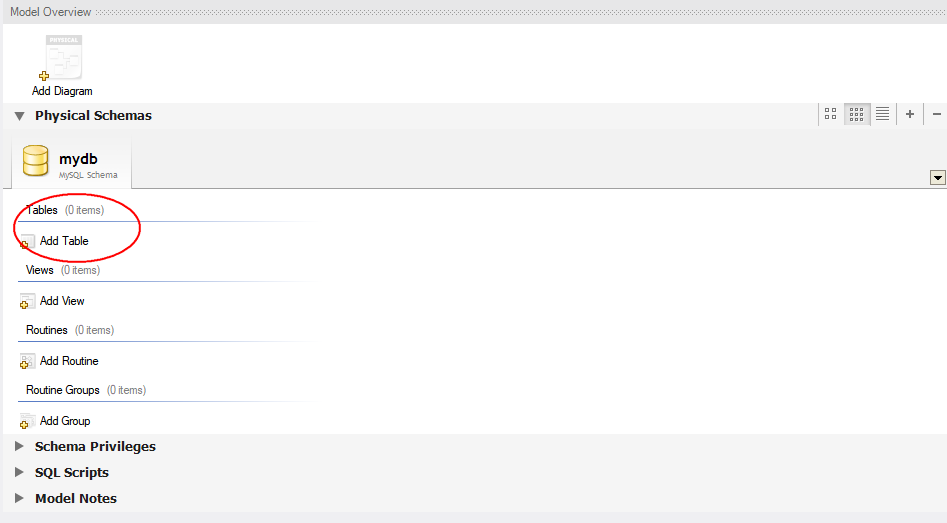 Model Overview
PHYSICAL
Add Diagram
Physical Schemas
mydb
MySQL Schema
Tables (0 items)
Add Table
Views (0 items)
Add View
Routines (0 items)
Add Routine
Routine Groups (0 items)
Add Group
Schema Privileges
SQL Scripts
Model Notes